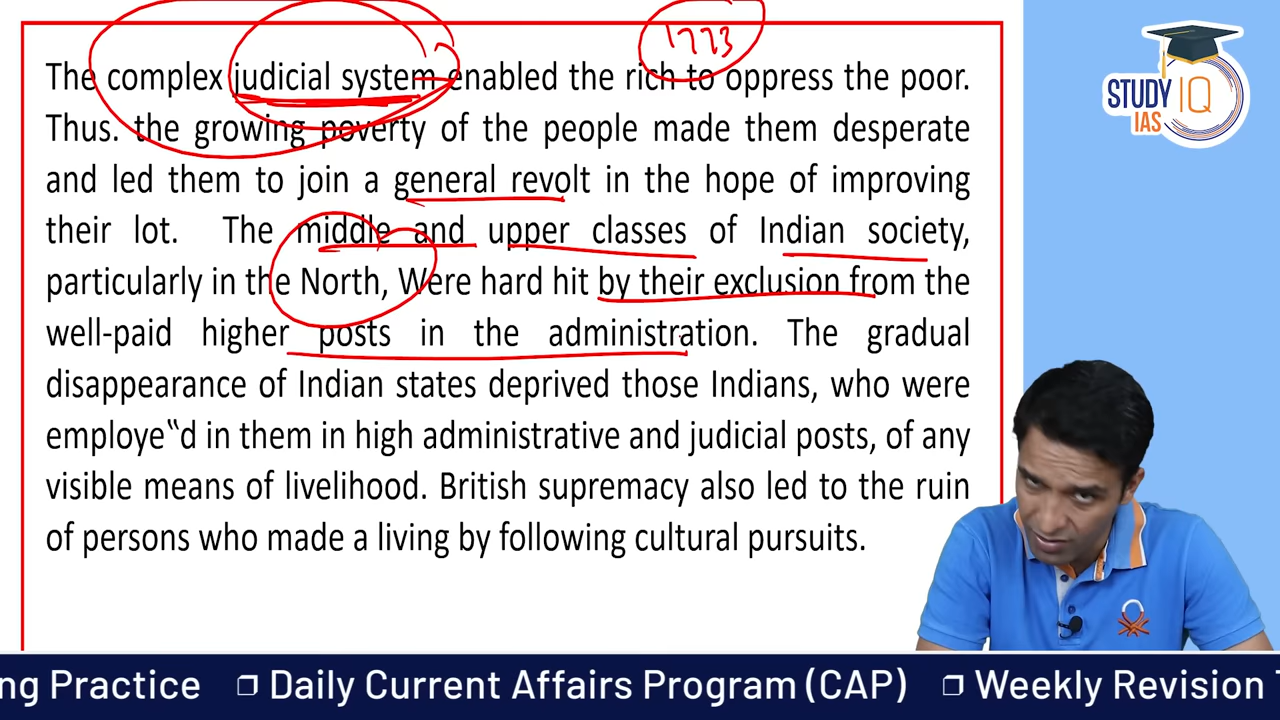 1773
The complex judicial system enabled the rich to oppress the poor.
Thus. the growing poverty of the people made them desperate
and led them to join a general revolt in the hope of improving
their lot. The middle and upper classes of Indian society,
particularly in the North, Were hard hit by their exclusion from the
well-paid higher posts in the administration. The gradual
disappearance of Indian states deprived those Indians, who were
employe‟d in them in high administrative and judicial posts, of any
visible means of livelihood. British supremacy also led to the ruin
of persons who made a living by following cultural pursuits.
STUDY IQ
IAS
ng Practice ❐ Daily Current Affairs Program (CAP) ❐ Weekly Revision T